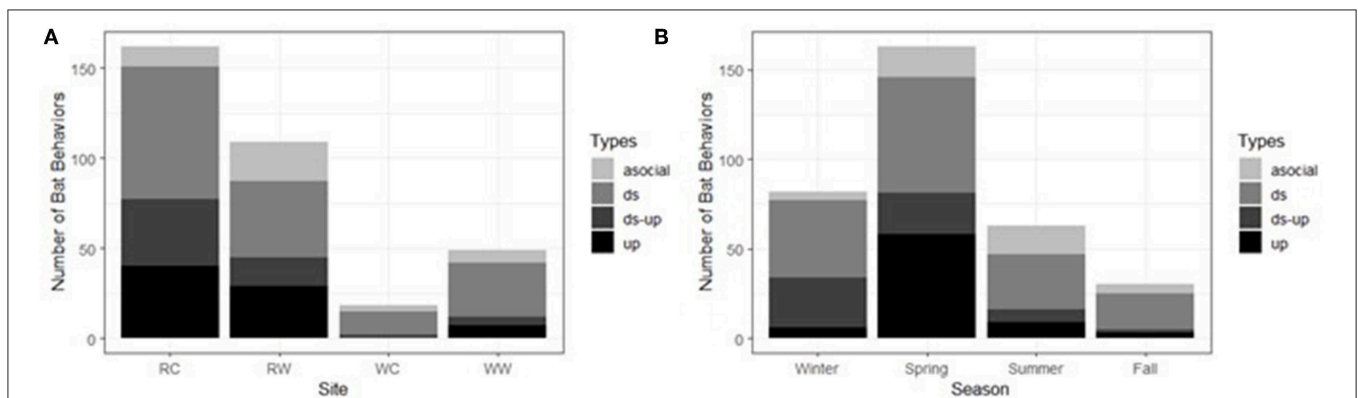 A
Number of Bat Behaviors
150
100
50
0
RC RW WC WW
Site
Types
asocial
ds
ds-up
up
B
Number of Bat Behaviors
150
100
50
0
Winter Spring Summer Fall
Season
Types
asocial
ds
ds-up
up